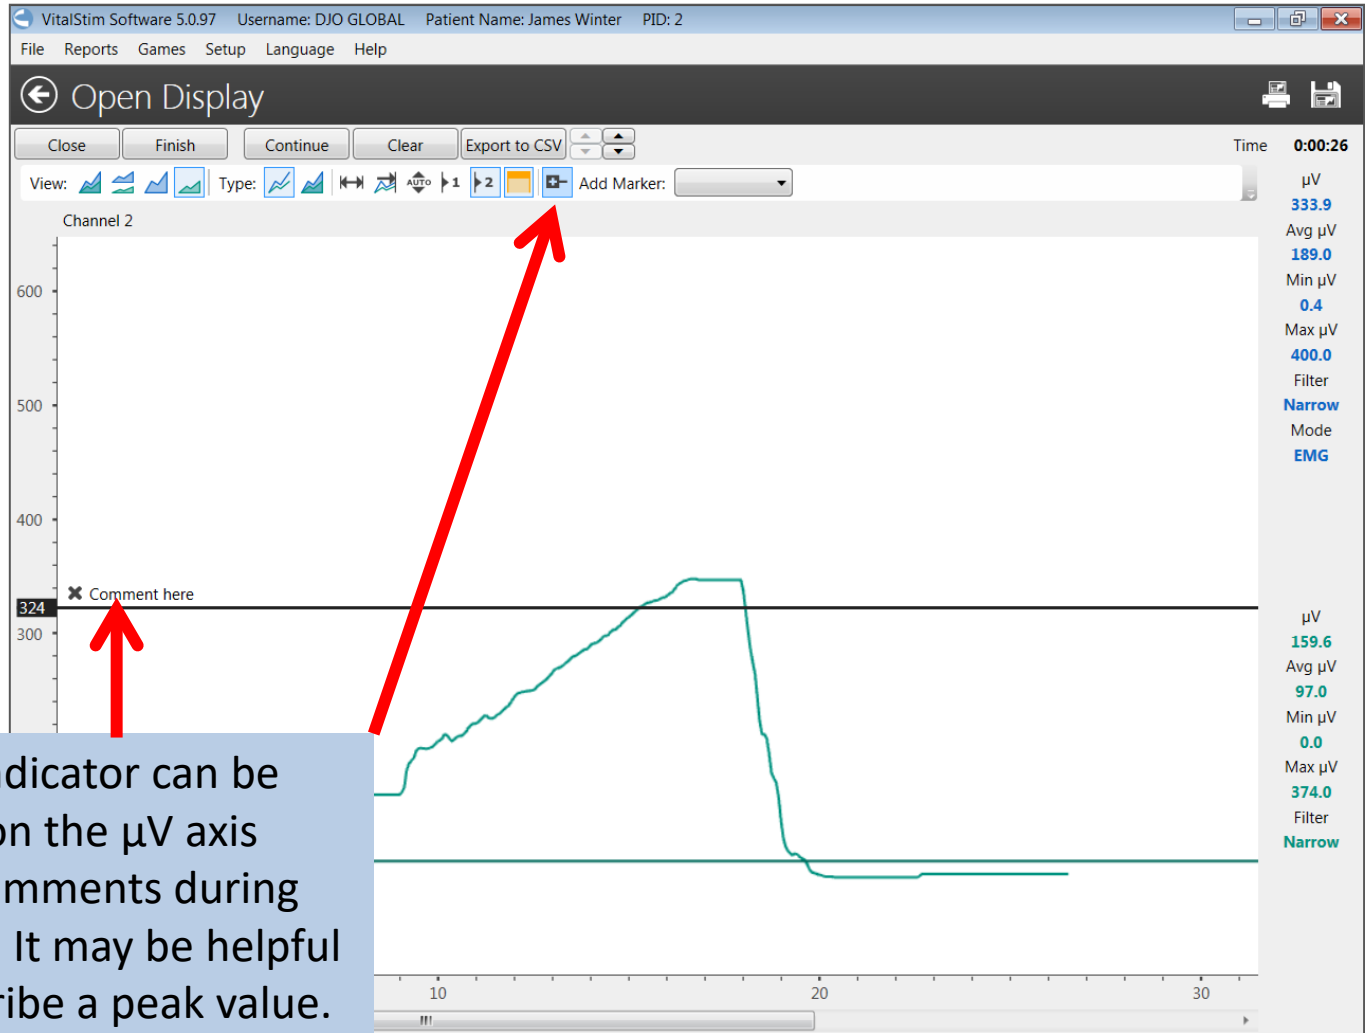 VitalStim Software 5.0.97 Username: DJO GLOBAL Patient Name: James Winter PID: 2
File Reports Games Setup Language Help
Open Display
Close Finish Continue Clear Export to CSV Time 0:00:26
View: Type: AUTO 1 2 Add Marker:
Channel 2
µV
333.9
Avg µV
189.0
Min µV
0.4
Max µV
400.0
Filter
Narrow
Mode
EMG
600
500
400
Comment here
324
300
µV
159.6
Avg µV
97.0
Min µV
0.0
Max µV
374.0
Filter
Narrow
can be
on the µV axis
during
It may be helpful
a peak value.
10 20 30